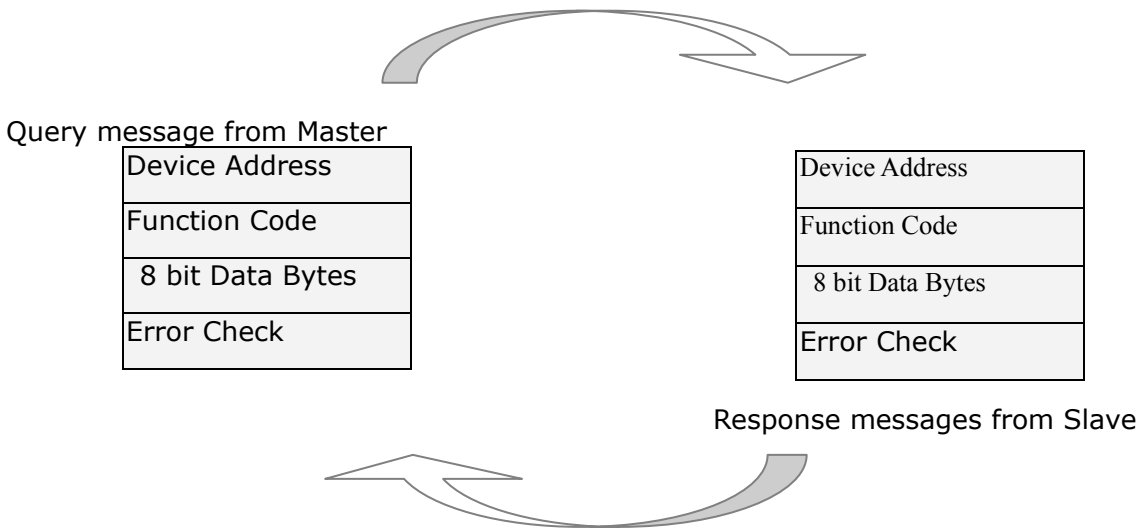 Query message from Master
Device Address
Function Code
8 bit Data Bytes
Error Check
Device Address
Function Code
8 bit Data Bytes
Error Check
Response messages from Slave